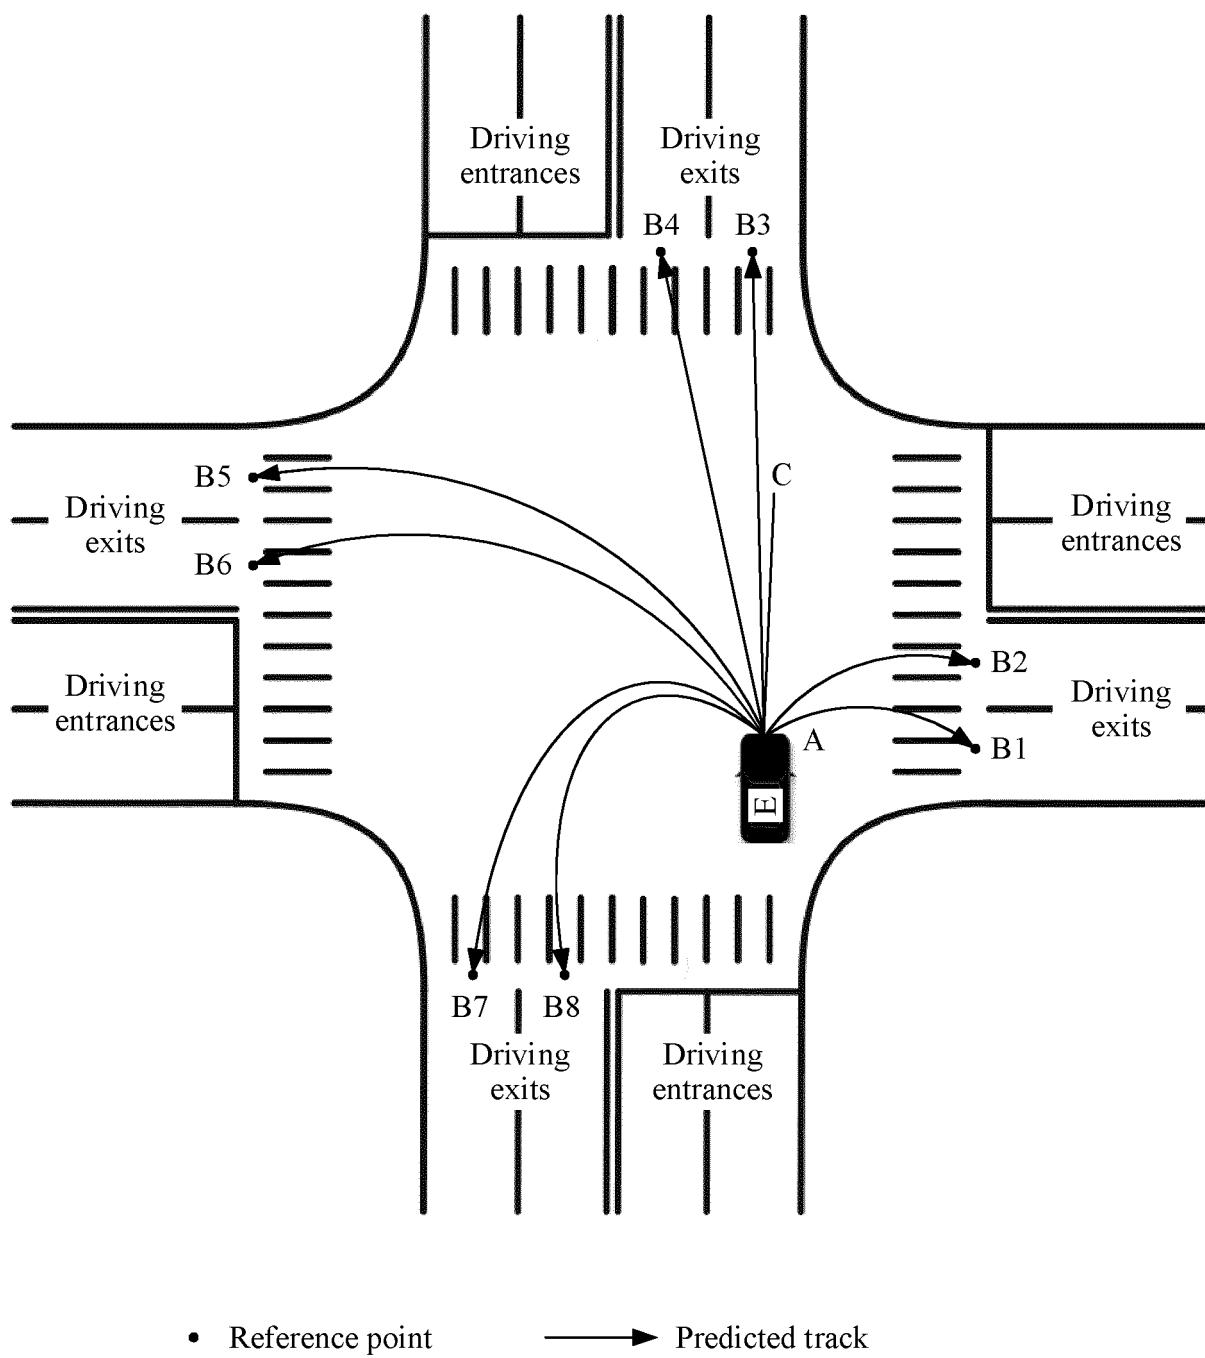 Driving
entrances
Driving
exits
B4
B3
C
B5
Driving
exits
B6
Driving
entrances
B2
Driving
entrances
Driving
exits
A
B1
E
B7
B8
Driving
exits
Driving
entrances
Reference point
Predicted track